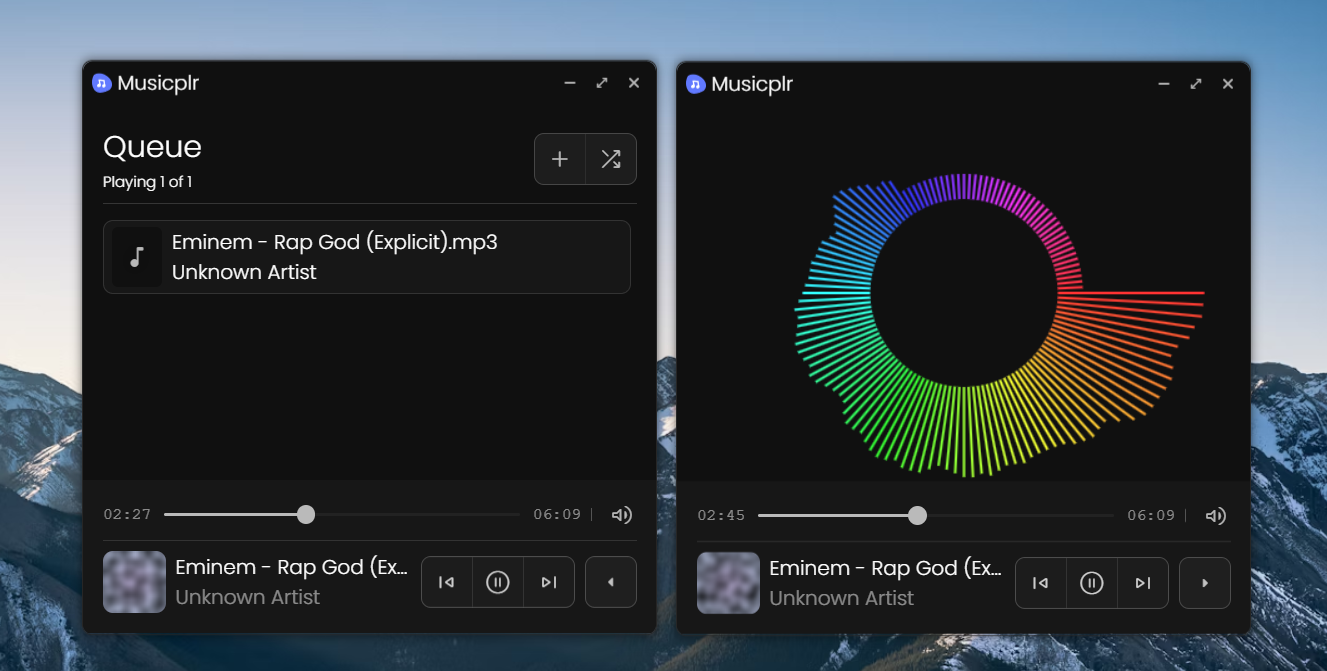 Musicplr
Queue
Playing 1 of 1
Eminem - Rap God (Explicit).mp3
Unknown Artist
02:27
06:09
Eminem - Rap God (Ex...
Unknown Artist
Musicplr
02:45
06:09
Eminem - Rap God (Ex...
Unknown Artist